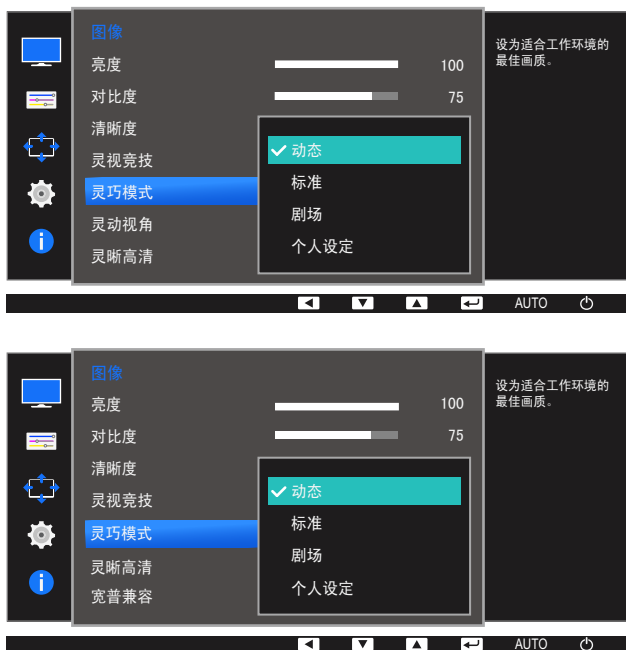 图像
亮度 100
对比度 75
清晰度
灵视竞技
灵巧模式
灵动视角
灵晰高清
动态
标准
剧场
个人设定
设为适合工作环境的
最佳画质。
AUTO
图像
亮度 100
对比度 75
清晰度
灵视竞技
灵巧模式
灵晰高清
宽普兼容
动态
标准
剧场
个人设定
设为适合工作环境的
最佳画质。
AUTO